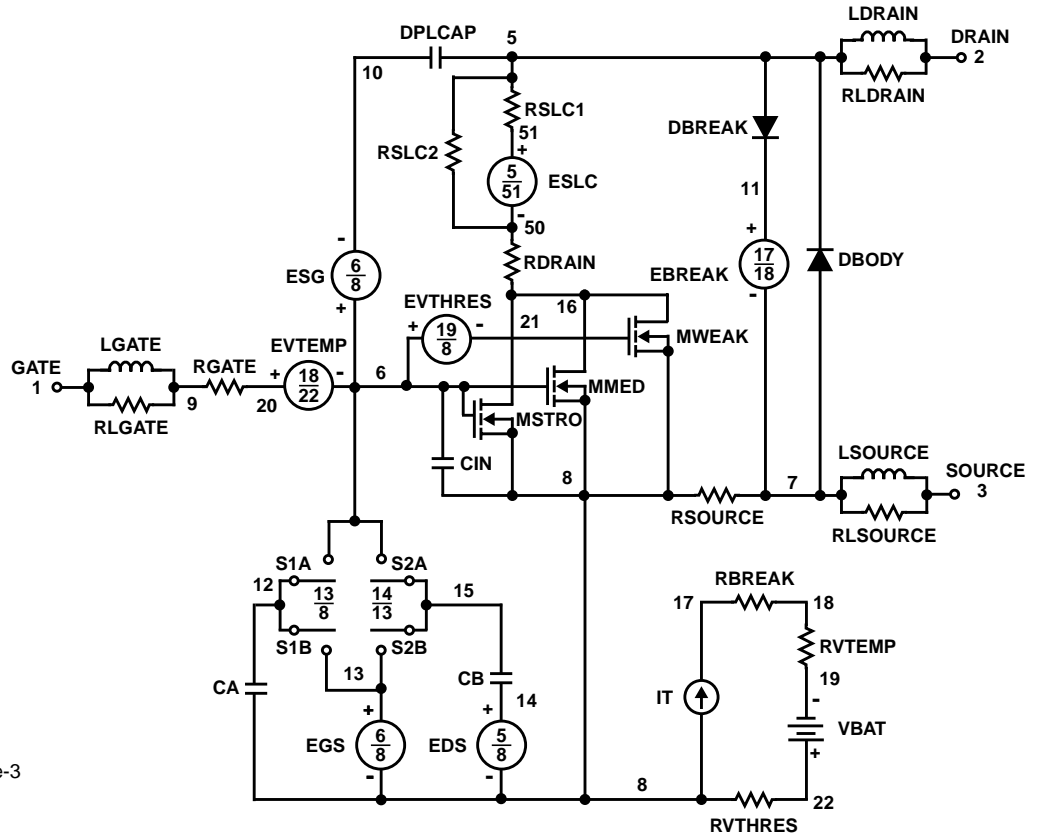 LDRAIN
DPLCAP
5
DRAIN
2
10
RLDRAIN
RSLC1
DBREAK
51
RSLC2
+
5
51
ESLC
11
-
50
-
+
RDRAIN
17
18
DBODY
ESG
6
8
EBREAK
+
EVTHRES
16
-
21
+
19
8
-
MWEAK
LGATE
EVTEMP
GATE
1
RGATE
+
18
22
-
6
MMED
9
20
MSTRO
RLGATE
LSOURCE
CIN
8
7
SOURCE
3
RSOURCE
RLSOURCE
S1A
S2A
12
13
8
14
13
15
RBREAK
17
18
S1B
S2B
RVTEMP
13
CB
19
CA
14
IT
-
+
+
VBAT
EGS
6
8
EDS
5
8
+
-
-
8
22
e-3
RVTHRES